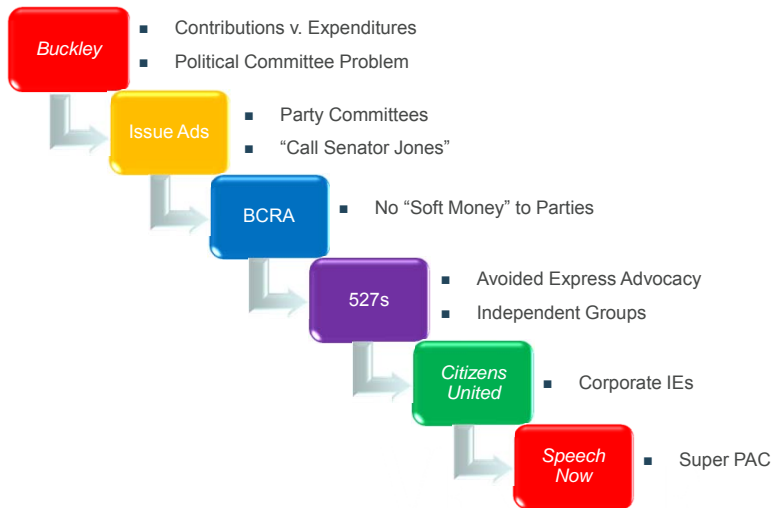 Buckley
■ Contributions v. Expenditures
■ Political Committee Problem
Issue Ads
■ Party Committees
■ “Call Senator Jones”
BCRA
■ No “Soft Money” to Parties
527s
■ Avoided Express Advocacy
■ Independent Groups
Citizens
United
■ Corporate IEs
Speech
Now
■ Super PAC